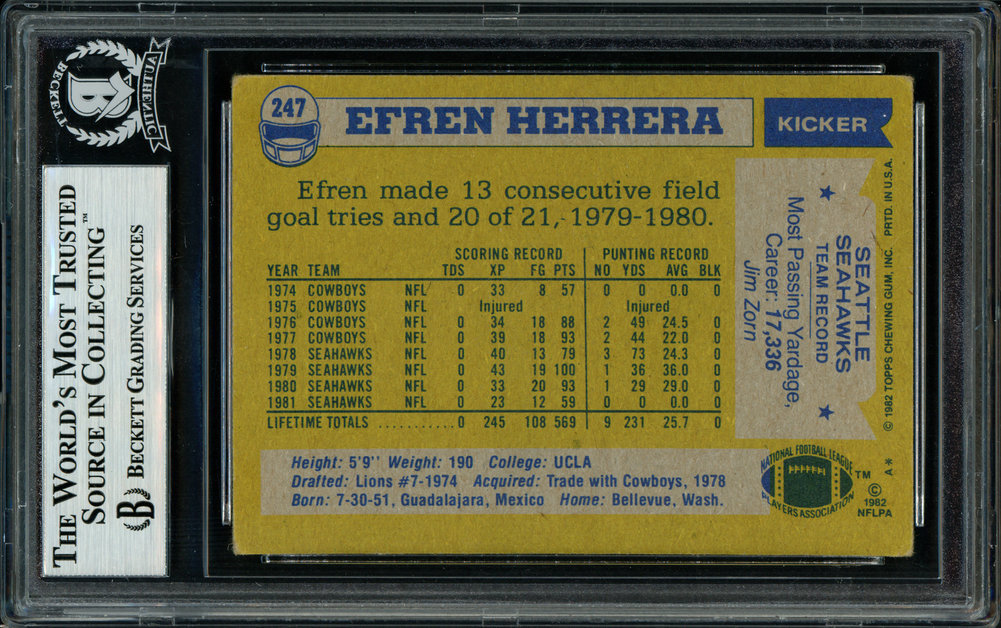 BECKETT
AUTHENTIC
B
THE WORLD'S MOST TRUSTED
SOURCE IN COLLECTING™
BECKETT GRADING SERVICES
B
247
EFREN HERRERA
KICKER
Efren made 13 consecutive field
goal tries and 20 of 21, 1979-1980.
SCORING RECORD PUNTING RECORD
YEAR TEAM TDS XP FG PTS NO YDS AVG BLK
1974 COWBOYS NFL 0 33 8 57 0 0 0.0 0
1975 COWBOYS NFL Injured Injured
1976 COWBOYS NFL 0 34 18 88 2 49 24.5 0
1977 COWBOYS NFL 0 39 18 93 2 44 22.0 0
1978 SEAHAWKS NFL 0 40 13 79 3 73 24.3 0
1979 SEAHAWKS NFL 0 43 19 100 1 36 36.0 0
1980 SEAHAWKS NFL 0 33 20 93 1 29 29.0 0
1981 SEAHAWKS NFL 0 23 12 59 0 0 0.0 0
LIFETIME TOTALS ........... 0 245 108 569 9 231 25.7 0
Height: 5'9" Weight: 190 College: UCLA
Drafted: Lions #7-1974 Acquired: Trade with Cowboys, 1978
Born: 7-30-51, Guadalajara, Mexico Home: Bellevue, Wash.
SEATTLE
SEAHAWKS
TEAM RECORD
Most Passing Yardage,
Career: 17,336
Jim Zorn
© 1982 TOPPS CHEWING GUM, INC. PRTD. IN U.S.A.
A*
NATIONAL FOOTBALL LEAGUE
PLAYERS ASSOCIATION
™
©
1982
NFLPA